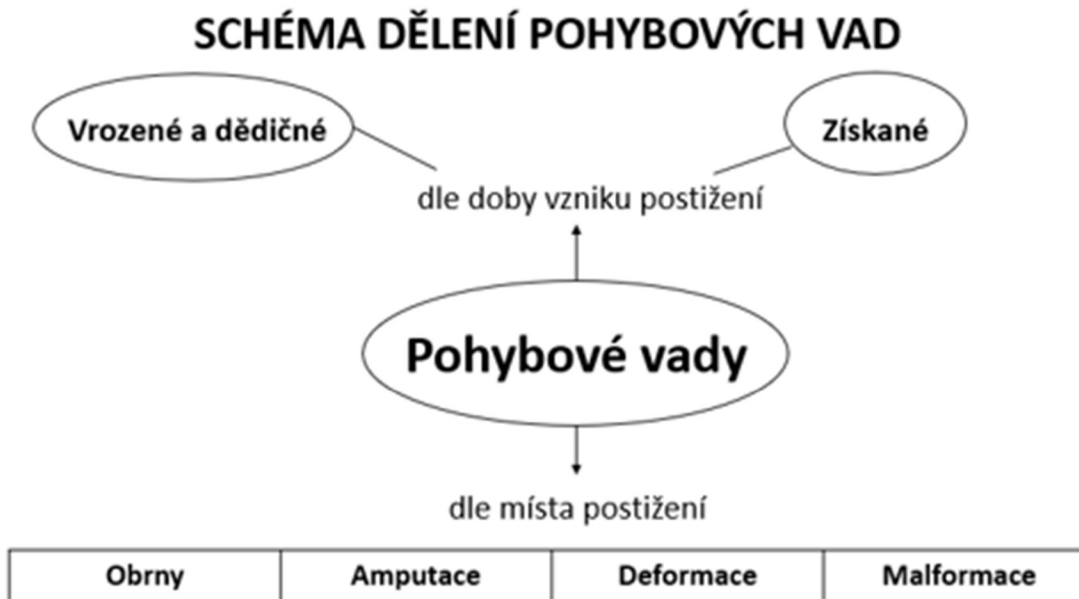 SCHÉMA DĚLENÍ POHYBOVÝCH VAD
Vrozené a dědičné
Získané
dle doby vzniku postižení
Pohybové vady
dle místa postižení
Obrny
Amputace
Deformace
Malformace